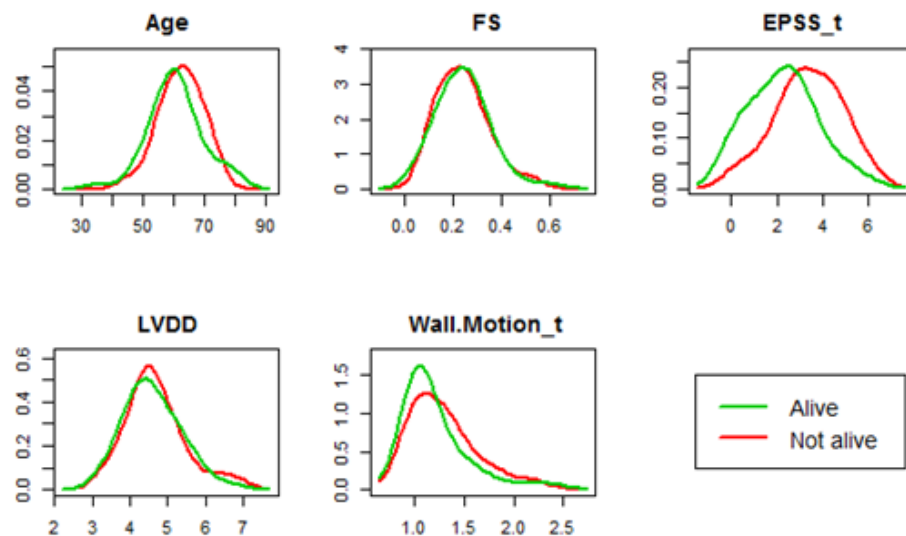 Age
0.00 0.02 0.04
30 50 70 90
FS
0 1 2 3 4
0.0 0.2 0.4 0.6
EPSS_t
0.00 0.10 0.20
0 2 4 6
LVDD
0.0 0.2 0.4 0.6
2 3 4 5 6 7
Wall.Motion_t
0.0 0.5 1.0 1.5
1.0 1.5 2.0 2.5
Alive
Not alive